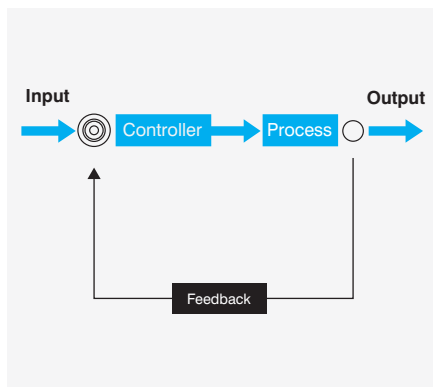 Input
Output
Controller
Process
Feedback